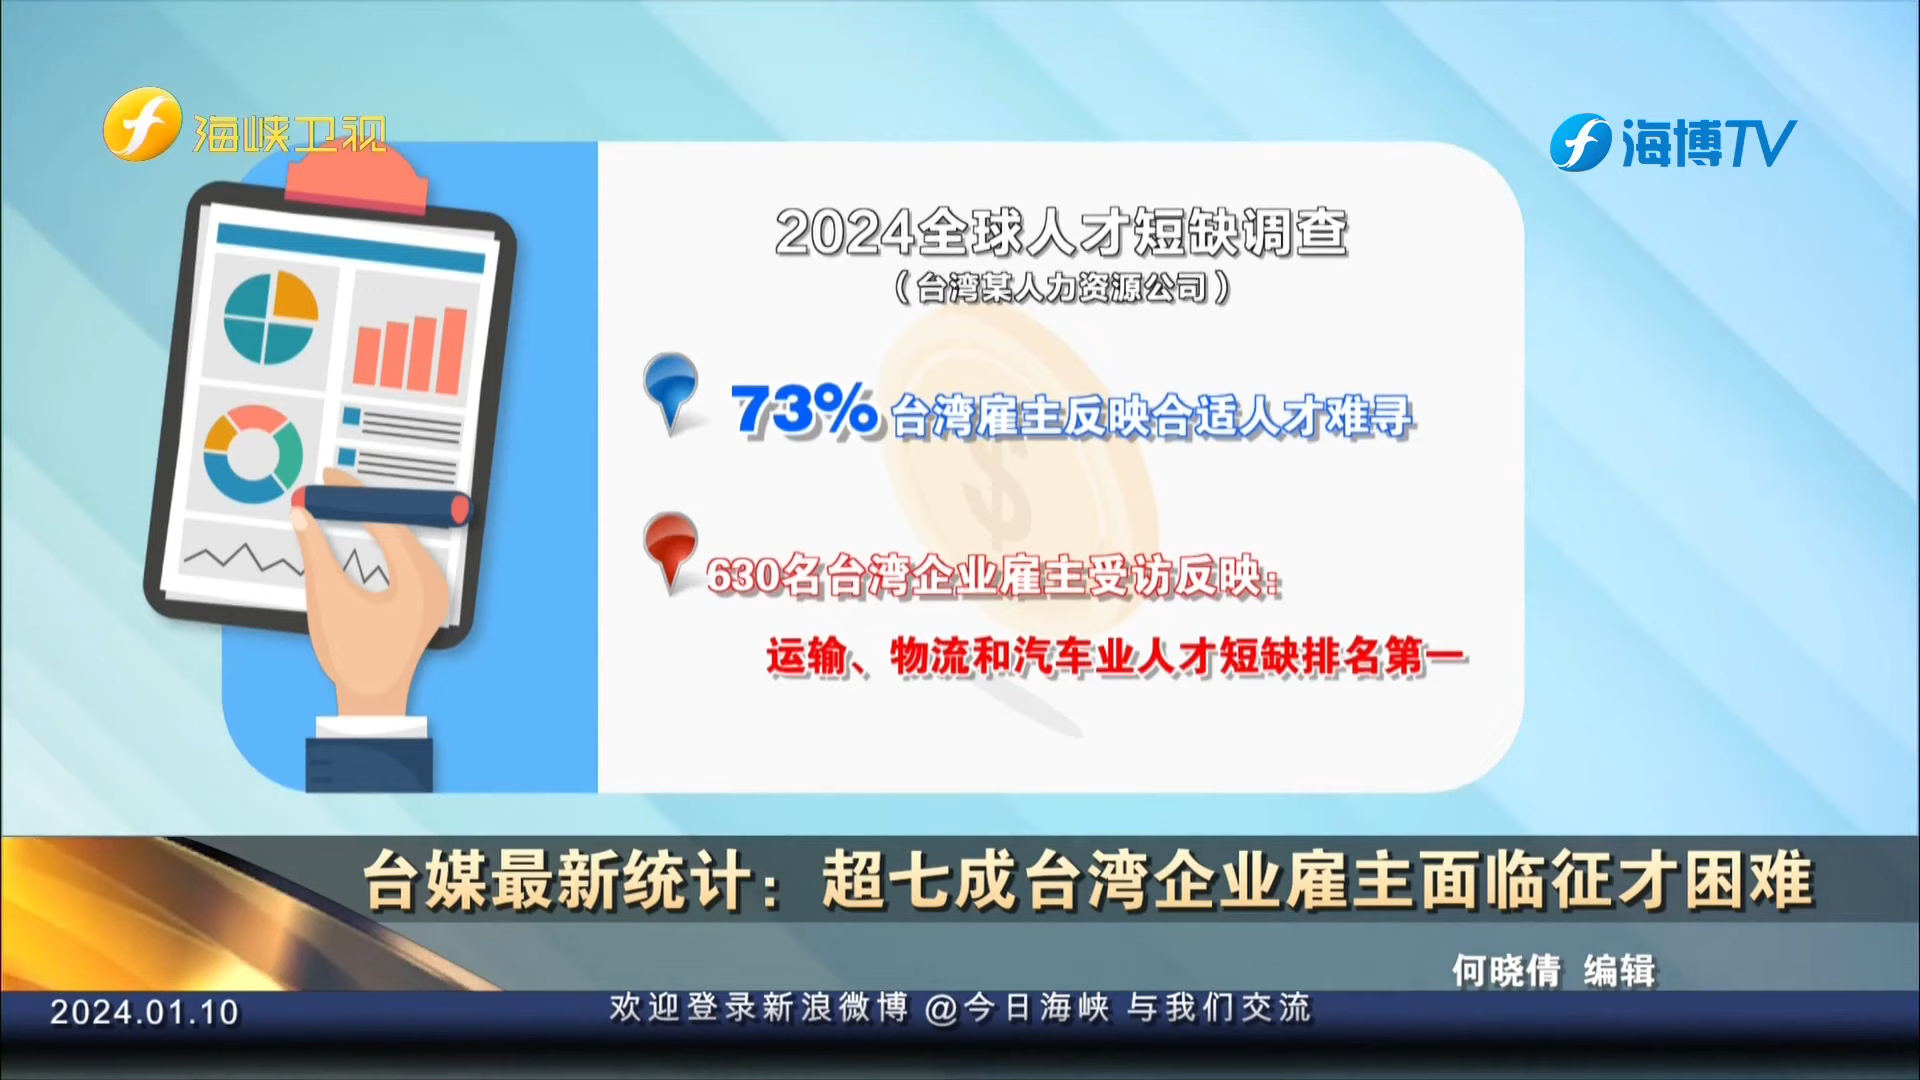 海峡卫视
海博TV
2024全球人才短缺调查
（台湾某人力资源公司）
73%台湾雇主反映合适人才难寻
630名台湾企业雇主受访反映：
运输、物流和汽车业人才短缺排名第一
台媒最新统计：超七成台湾企业雇主面临征才困难
何晓倩 编辑
2024.01.10
欢迎登录新浪微博 @今日海峡 与我们交流